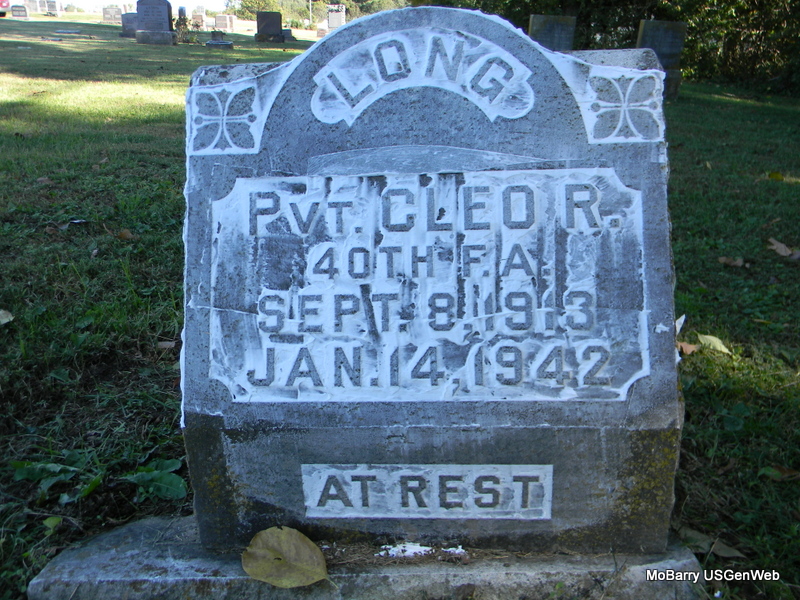 LONG
PVT. CLEO R.
40TH F.A.
SEPT. 8, 1913
JAN. 14, 1942
AT REST
MoBarry USGenWeb